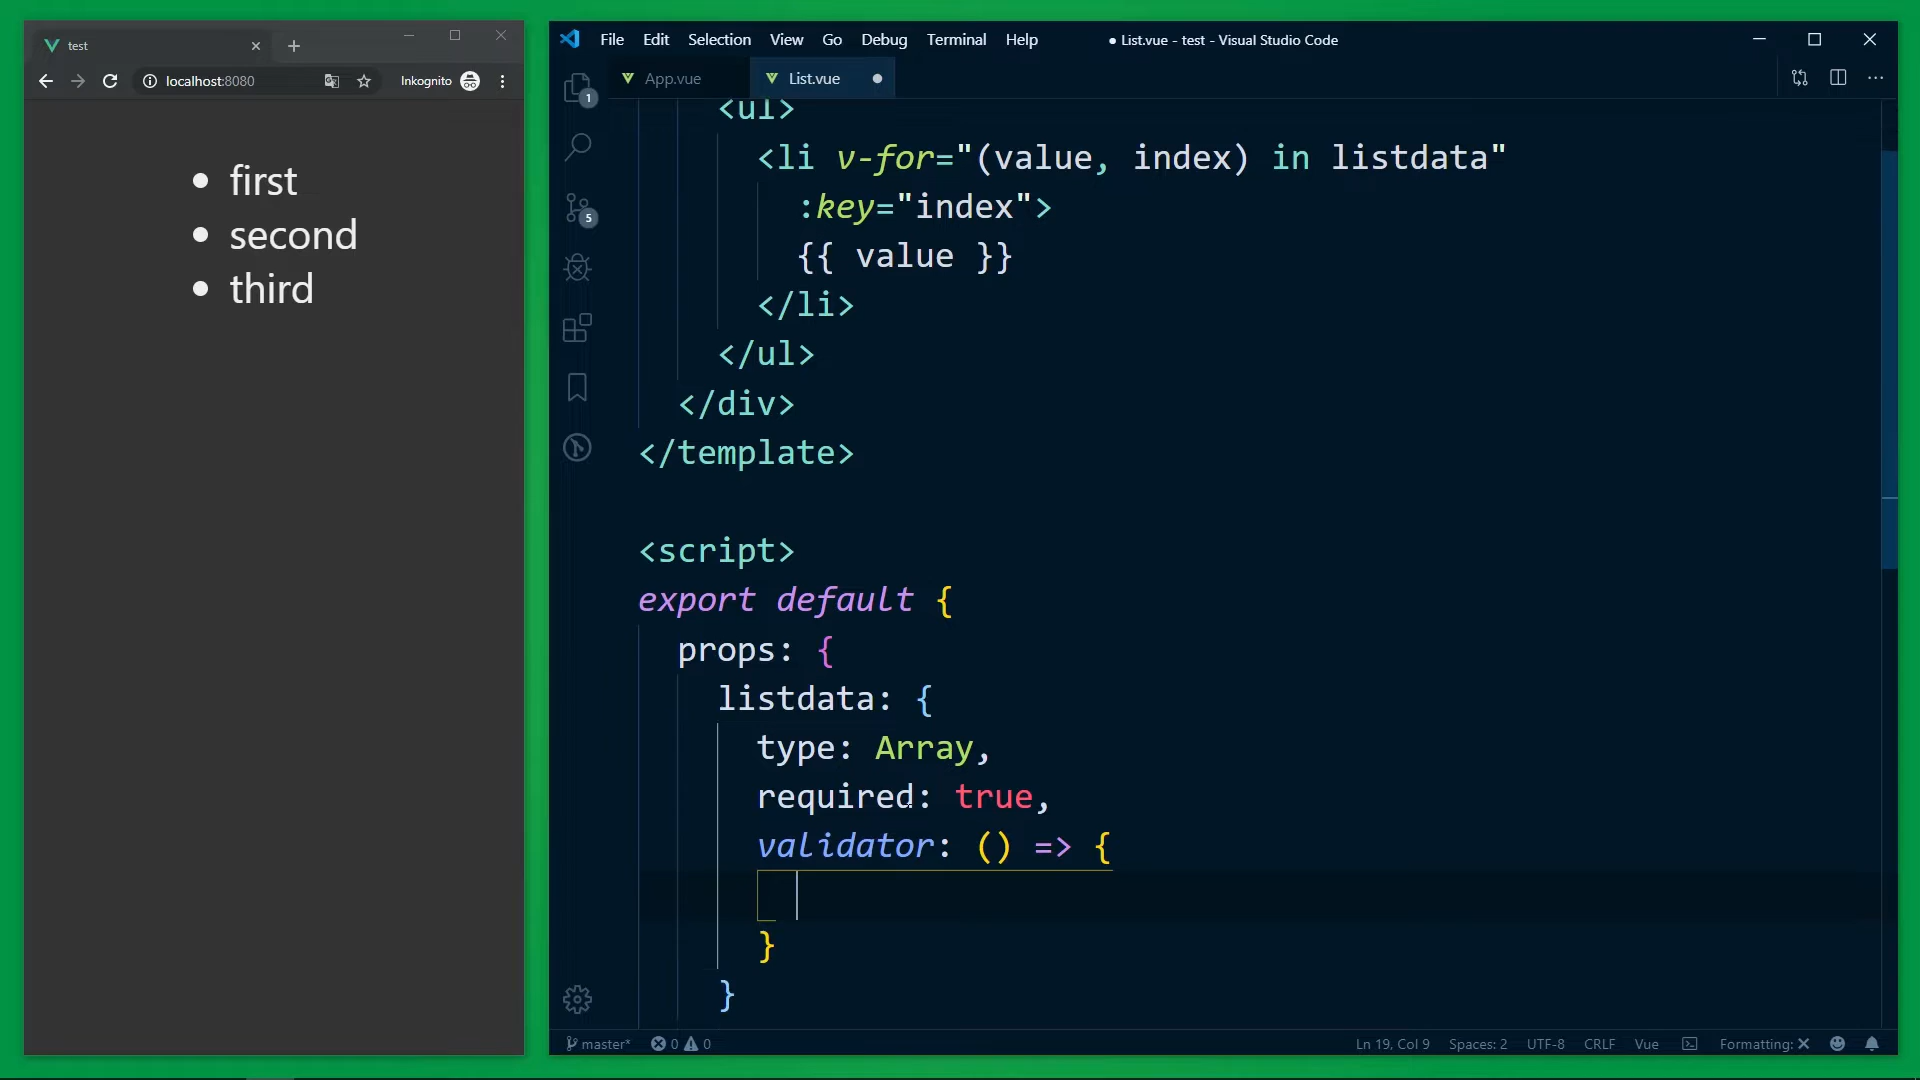 test
localhost:8080
Inkognito
first
second
third
File Edit Selection View Go Debug Terminal Help
● List.vue - test - Visual Studio Code
App.vue
List.vue
1
5
<ul>
<li v-for="(value, index) in listdata"
:key="index">
{{ value }}
</li>
</ul>
</div>
</template>
<script>
export default {
props: {
listdata: {
type: Array,
required: true,
validator: () => {
}
}
master* 0 0
Ln 19, Col 9 Spaces: 2 UTF-8 CRLF Vue Formatting: ✕